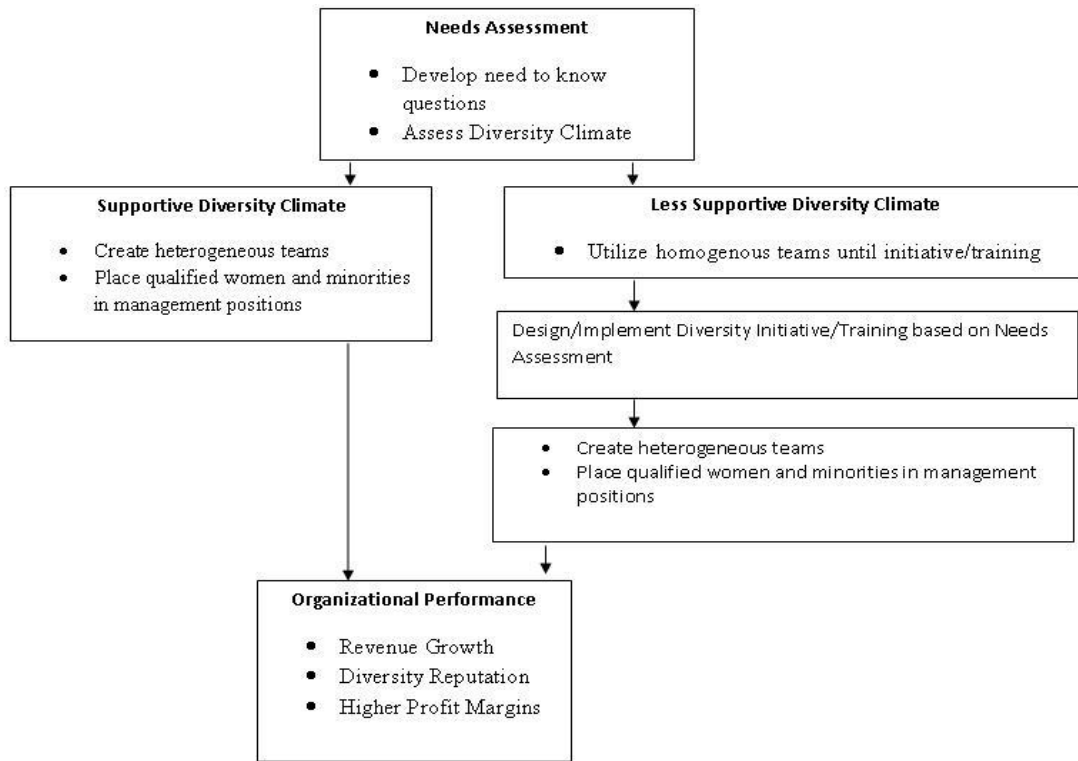 Needs Assessment
• Develop need to know
questions
• Assess Diversity Climate
Supportive Diversity Climate
• Create heterogeneous teams
• Place qualified women and minorities
in management positions
Less Supportive Diversity Climate
• Utilize homogenous teams until initiative/training
Design/Implement Diversity Initiative/Training based on Needs
Assessment
• Create heterogeneous teams
• Place qualified women and minorities in management
positions
Organizational Performance
• Revenue Growth
• Diversity Reputation
• Higher Profit Margins